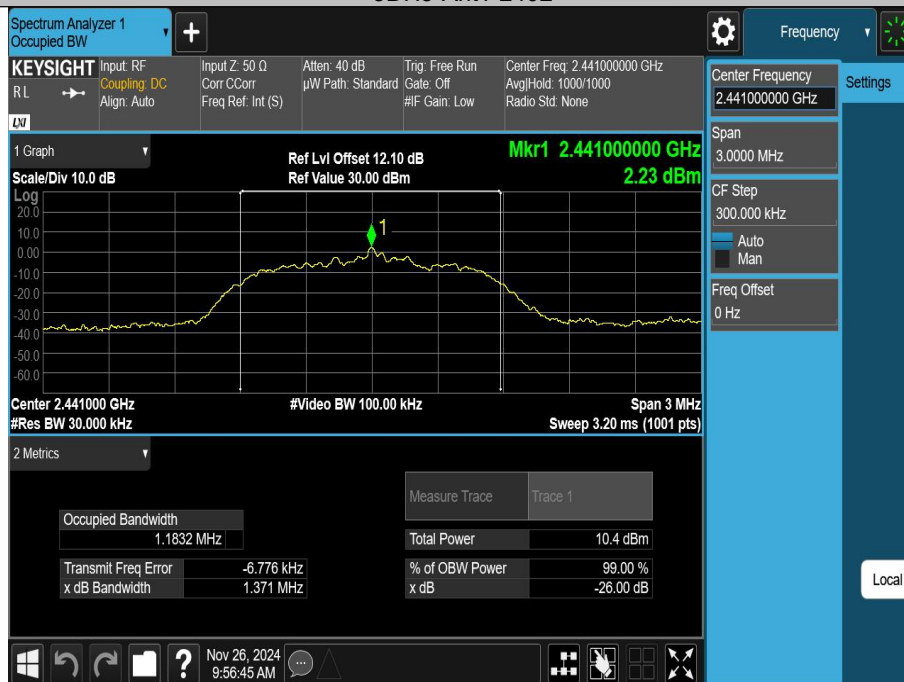 Spectrum Analyzer 1
Occupied BW
Frequency
KEYSIGHT
RL
LXI
Input: RF
Coupling: DC
Align: Auto
Input Z: 50 Ω
Corr CCorr
Freq Ref: Int (S)
Atten: 40 dB
µW Path: Standard
Trig: Free Run
Gate: Off
#IF Gain: Low
Center Freq: 2.441000000 GHz
Avg|Hold: 1000/1000
Radio Std: None
Center Frequency
2.441000000 GHz
Settings
Span
3.0000 MHz
CF Step
300.000 kHz
Auto
Man
Freq Offset
0 Hz
1 Graph
Scale/Div 10.0 dB
Ref Lvl Offset 12.10 dB
Ref Value 30.00 dBm
Mkr1 2.441000000 GHz
2.23 dBm
Log
20.0
10.0
0.00
-10.0
-20.0
-30.0
-40.0
-50.0
-60.0
1
Center 2.441000 GHz
#Video BW 100.00 kHz
Span 3 MHz
#Res BW 30.000 kHz
Sweep 3.20 ms (1001 pts)
2 Metrics
Measure Trace Trace 1
Occupied Bandwidth
1.1832 MHz
Total Power 10.4 dBm
Transmit Freq Error -6.776 kHz
% of OBW Power 99.00 %
x dB Bandwidth 1.371 MHz
x dB -26.00 dB
Local
?
Nov 26, 2024
9:56:45 AM